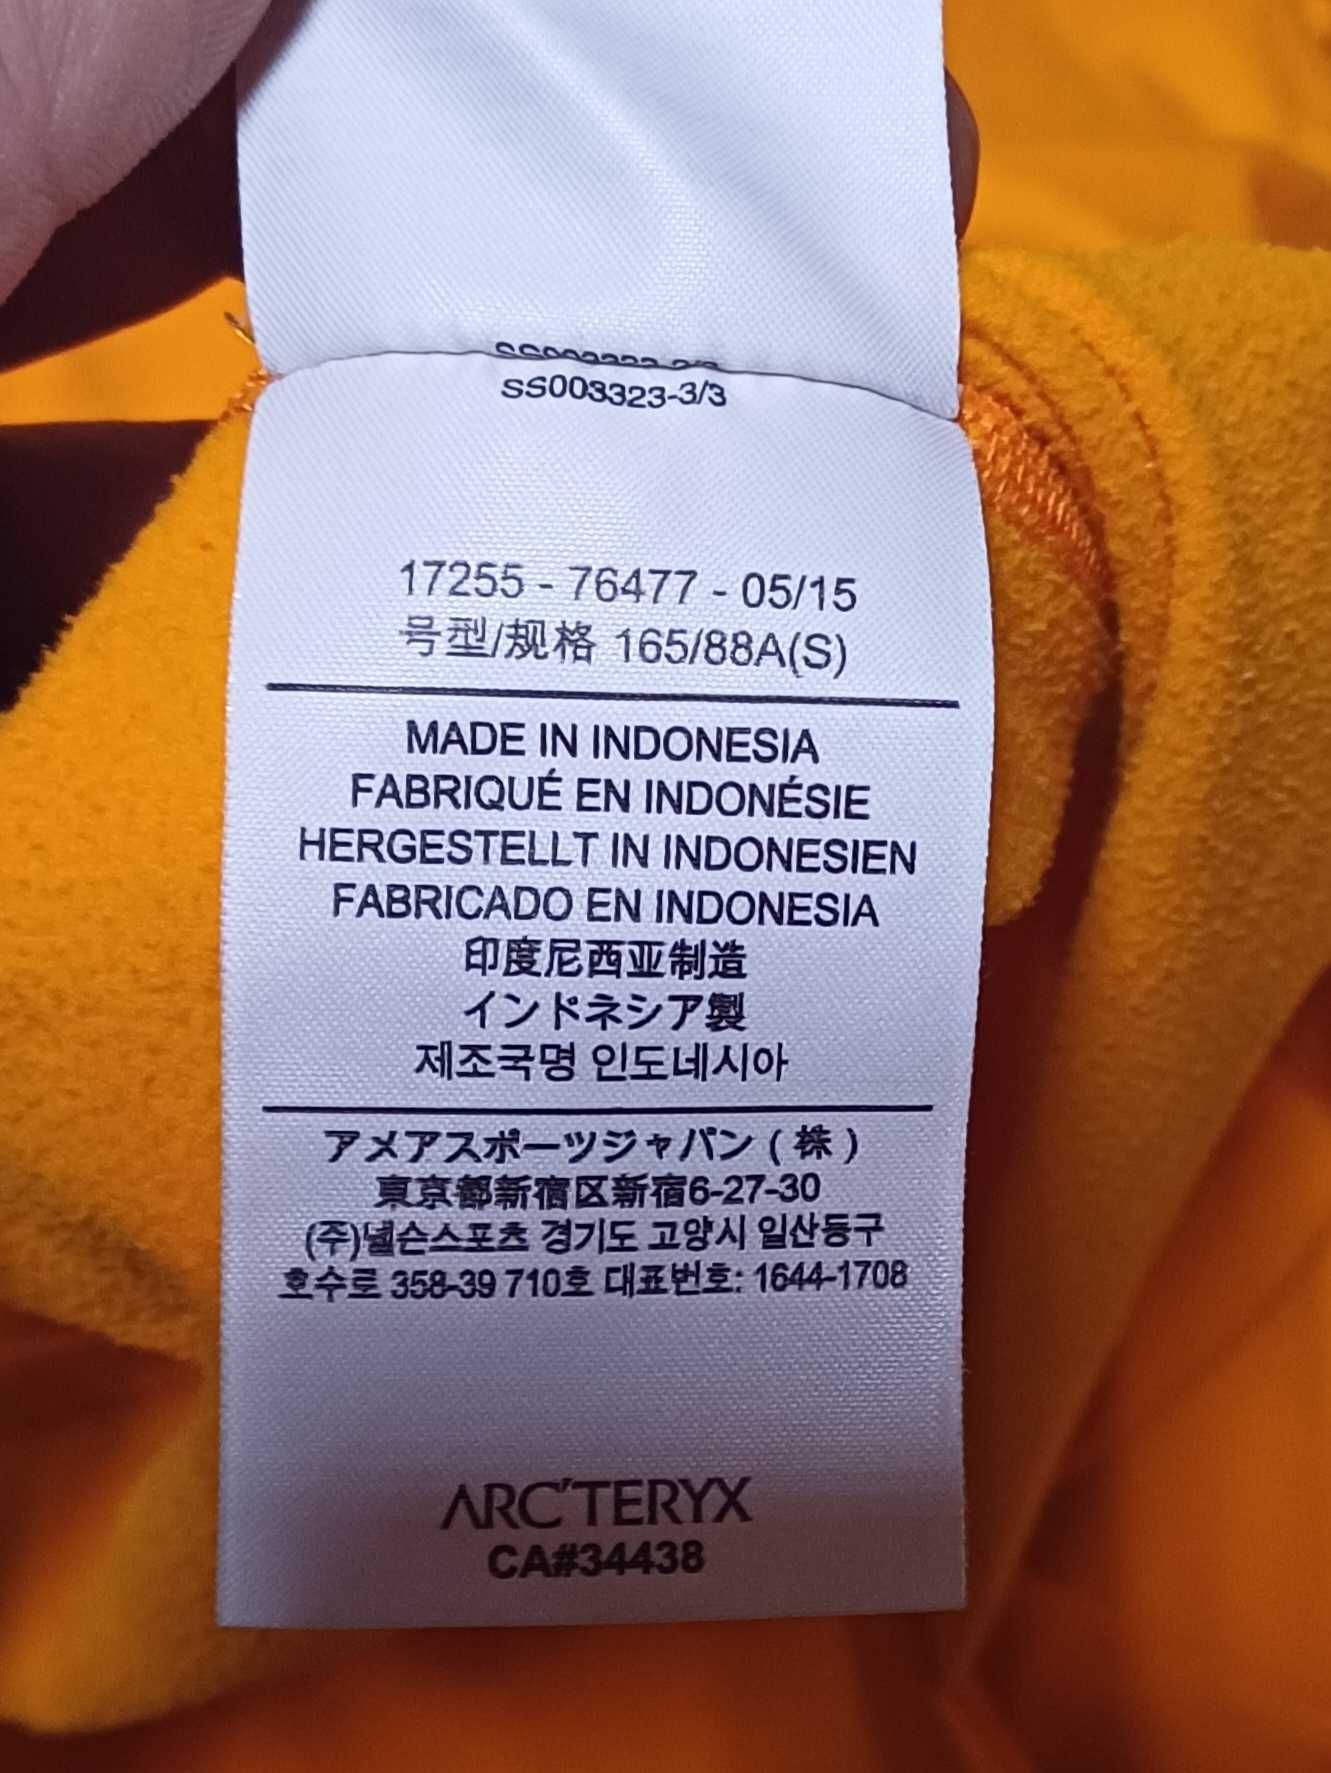 SS003323-3/3
17255 - 76477 - 05/15
号型/规格 165/88A(S)
MADE IN INDONESIA
FABRIQUÉ EN INDONÉSIE
HERGESTELLT IN INDONESIEN
FABRICADO EN INDONESIA
印度尼西亚制造
インドネシア製
제조국명 인도네시아
アメアスポーツジャパン ( 株 )
東京都新宿区新宿6-27-30
(주)넬슨스포츠 경기도 고양시 일산동구
호수로 358-39 710호 대표번호: 1644-1708
ARC'TERYX
CA#34438